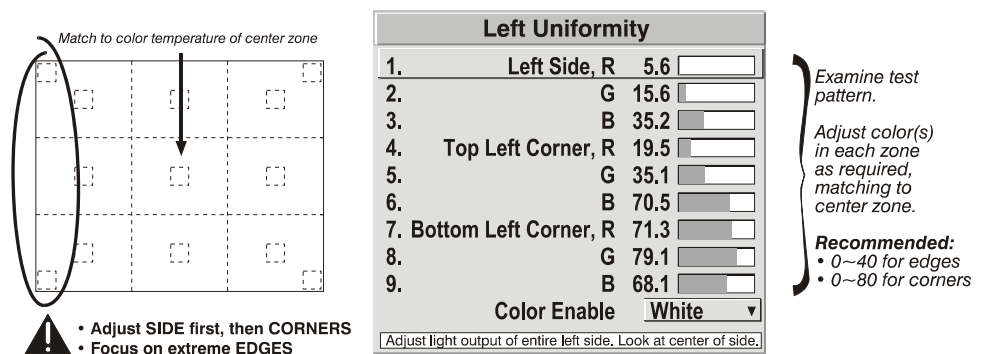 Match to color temperature of center zone
• Adjust SIDE first, then CORNERS
• Focus on extreme EDGES
Left Uniformity
1. Left Side, R 5.6
2. G 15.6
3. B 35.2
4. Top Left Corner, R 19.5
5. G 35.1
6. B 70.5
7. Bottom Left Corner, R 71.3
8. G 79.1
9. B 68.1
Color Enable White ▼
Adjust light output of entire left side. Look at center of side.
Examine test
pattern.
Adjust color(s)
in each zone
as required,
matching to
center zone.
Recommended:
• 0~40 for edges
• 0~80 for corners